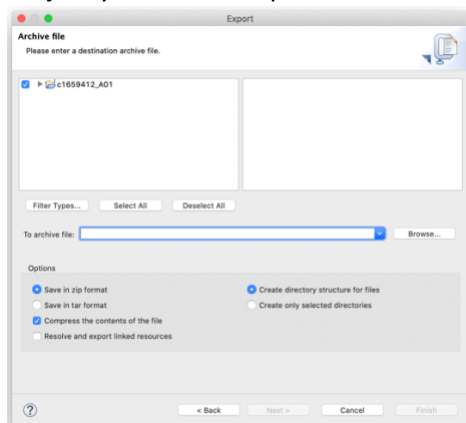 Export
Archive file
Please enter a destination archive file.
c1659412_A01
Filter Types...
Select All
Deselect All
To archive file:
Browse...
Options
Save in zip format
Create directory structure for files
Save in tar format
Create only selected directories
Compress the contents of the file
Resolve and export linked resources
?
< Back
Next >
Cancel
Finish